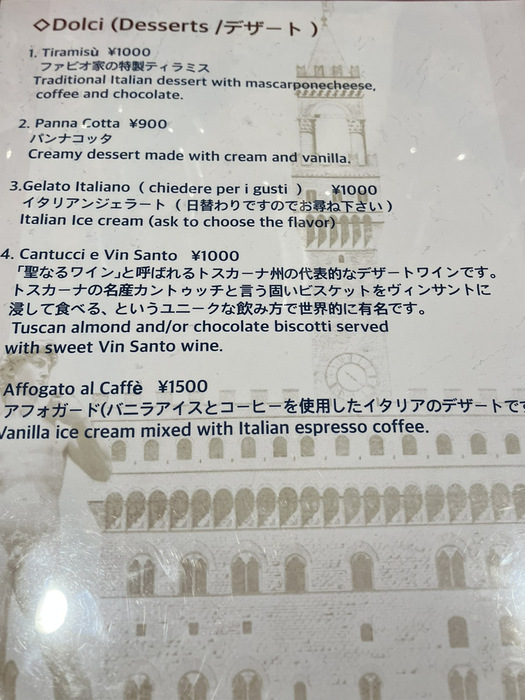 ◇Dolci (Desserts /デザート )
1. Tiramisù ¥1000
ファビオ家の特製ティラミス
Traditional Italian dessert with mascarponecheese,
coffee and chocolate.
2. Panna Cotta ¥900
パンナコッタ
Creamy dessert made with cream and vanilla.
3.Gelato Italiano ( chiedere per i gusti ) ¥1000
イタリアンジェラート ( 日替わりですのでお尋ね下さい )
Italian Ice cream (ask to choose the flavor)
4. Cantucci e Vin Santo ¥1000
「聖なるワイン」と呼ばれるトスカーナ州の代表的なデザートワインです。
トスカーナの名産カントゥッチと言う固いビスケットをヴィンサントに
浸して食べる、というユニークな飲み方で世界的に有名です。
Tuscan almond and/or chocolate biscotti served
with sweet Vin Santo wine.
Affogato al Caffè ¥1500
アフォガード(バニラアイスとコーヒーを使用したイタリアのデザートで
Vanilla ice cream mixed with Italian espresso coffee.